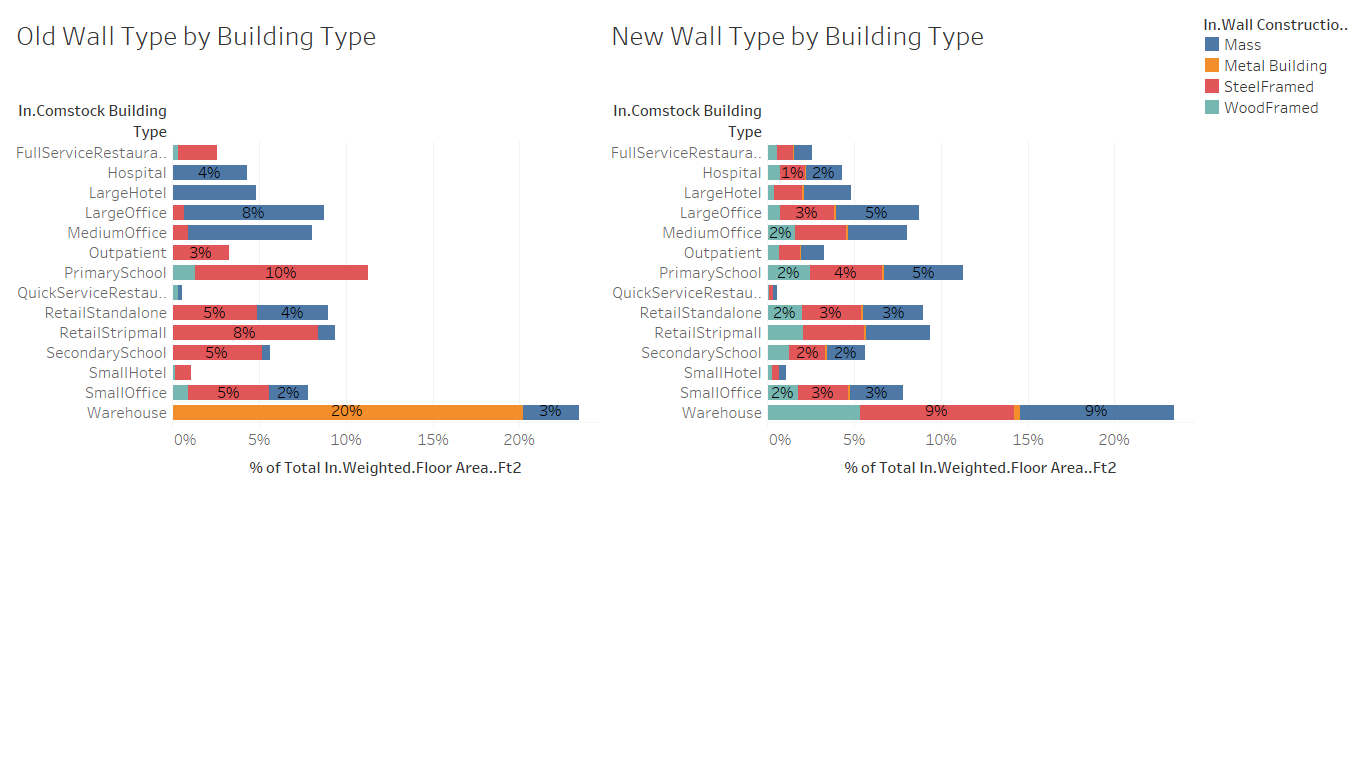 Old Wall Type by Building Type
In.Comstock Building
Type
FullServiceRestaura..
Hospital 4%
LargeHotel
LargeOffice 8%
MediumOffice
Outpatient 3%
PrimarySchool 10%
QuickServiceRestau..
RetailStandalone 5% 4%
RetailStripmall 8%
SecondarySchool 5%
SmallHotel
SmallOffice 5% 2%
Warehouse 20% 3%
0% 5% 10% 15% 20%
% of Total In.Weighted.Floor Area..Ft2
New Wall Type by Building Type
In.Comstock Building
Type
FullServiceRestaura..
Hospital 1% 2%
LargeHotel
LargeOffice 3% 5%
MediumOffice 2%
Outpatient
PrimarySchool 2% 4% 5%
QuickServiceRestau..
RetailStandalone 2% 3% 3%
RetailStripmall
SecondarySchool 2% 2%
SmallHotel
SmallOffice 2% 3% 3%
Warehouse 9% 9%
0% 5% 10% 15% 20%
% of Total In.Weighted.Floor Area..Ft2
In.Wall Constructio..
Mass
Metal Building
SteelFramed
WoodFramed